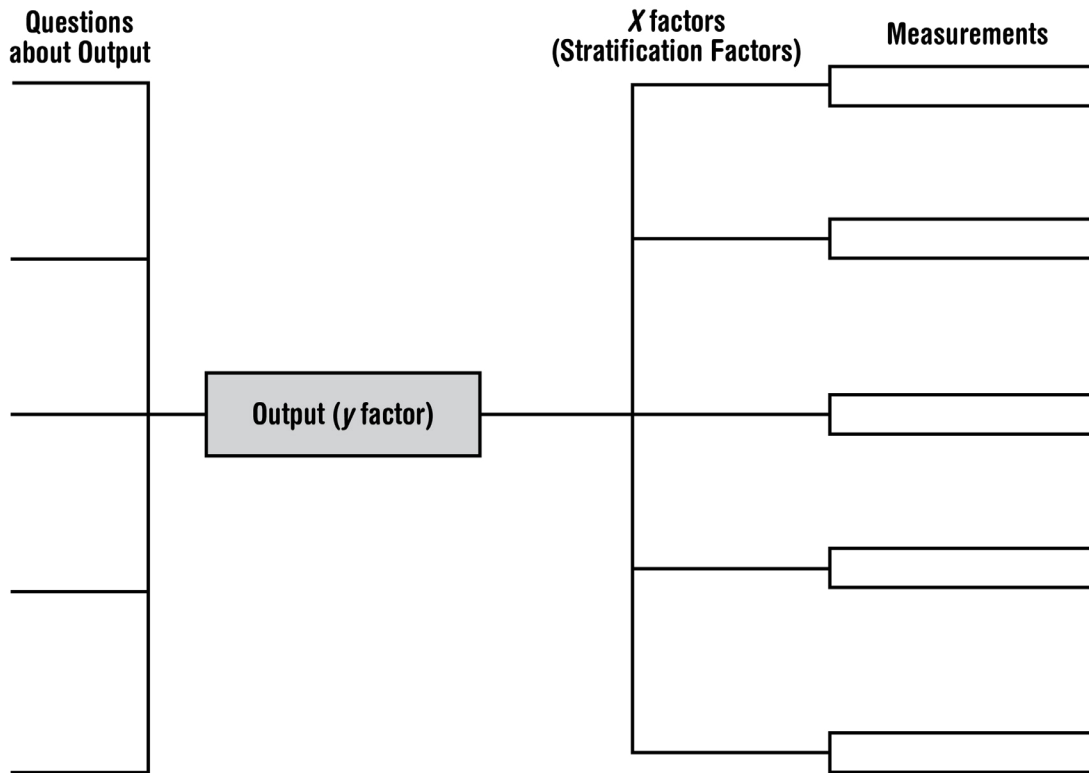 Questions
about Output
X factors
(Stratification Factors)
Measurements
Output (y factor)